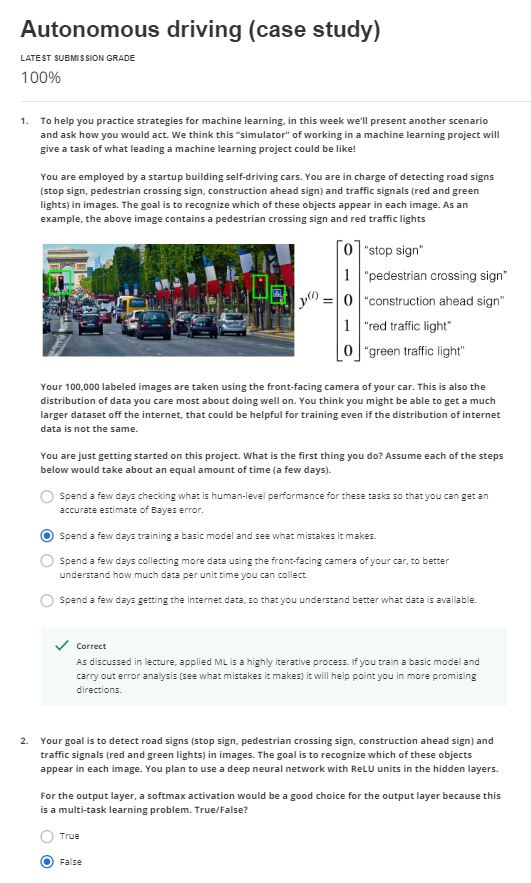 Autonomous driving (case study)
LATEST SUBMISSION GRADE
100%
1. To help you practice strategies for machine learning, in this week we'll present another scenario
and ask how you would act. We think this "simulator" of working in a machine learning project will
give a task of what leading a machine learning project could be like!
You are employed by a startup building self-driving cars. You are in charge of detecting road signs
(stop sign, pedestrian crossing sign, construction ahead sign) and traffic signals (red and green
lights) in images. The goal is to recognize which of these objects appear in each image. As an
example, the above image contains a pedestrian crossing sign and red traffic lights
0 "stop sign"
1 "pedestrian crossing sign"
y(i) = 0 "construction ahead sign"
1 "red traffic light"
0 "green traffic light"
Your 100,000 labeled images are taken using the front-facing camera of your car. This is also the
distribution of data you care most about doing well on. You think you might be able to get a much
larger dataset off the internet, that could be helpful for training even if the distribution of internet
data is not the same.
You are just getting started on this project. What is the first thing you do? Assume each of the steps
below would take about an equal amount of time (a few days).
Spend a few days checking what is human-level performance for these tasks so that you can get an
accurate estimate of Bayes error.
Spend a few days training a basic model and see what mistakes it makes.
Spend a few days collecting more data using the front-facing camera of your car, to better
understand how much data per unit time you can collect.
Spend a few days getting the internet data, so that you understand better what data is available.
Correct
As discussed in lecture, applied ML is a highly iterative process. If you train a basic model and
carry out error analysis (see what mistakes it makes) it will help point you in more promising
directions.
2. Your goal is to detect road signs (stop sign, pedestrian crossing sign, construction ahead sign) and
traffic signals (red and green lights) in images. The goal is to recognize which of these objects
appear in each image. You plan to use a deep neural network with ReLU units in the hidden layers.
For the output layer, a softmax activation would be a good choice for the output layer because this
is a multi-task learning problem. True/False?
True
False